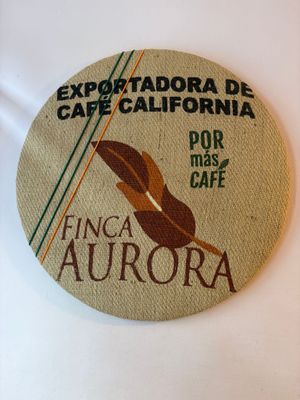 EXPORTADORA DE
CAFÉ CALIFORNIA
POR
más
CAFÉ
FINCA
AURORA